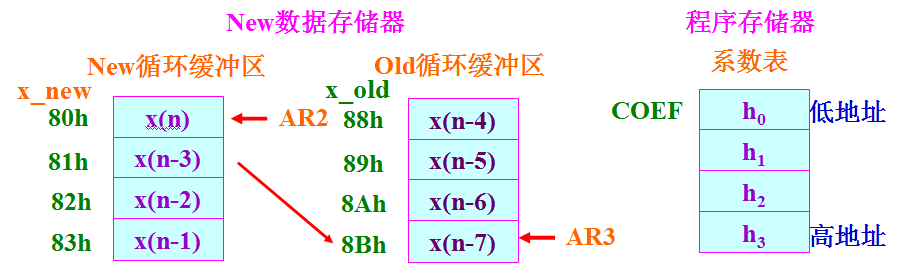 New数据存储器 程序存储器
New循环缓冲区 Old循环缓冲区 系数表
x_new x_old
80h x(n) AR2 88h x(n-4) COEF h₀ 低地址
81h x(n-3) 89h x(n-5) h₁
82h x(n-2) 8Ah x(n-6) h₂
83h x(n-1) 8Bh x(n-7) AR3 h₃ 高地址